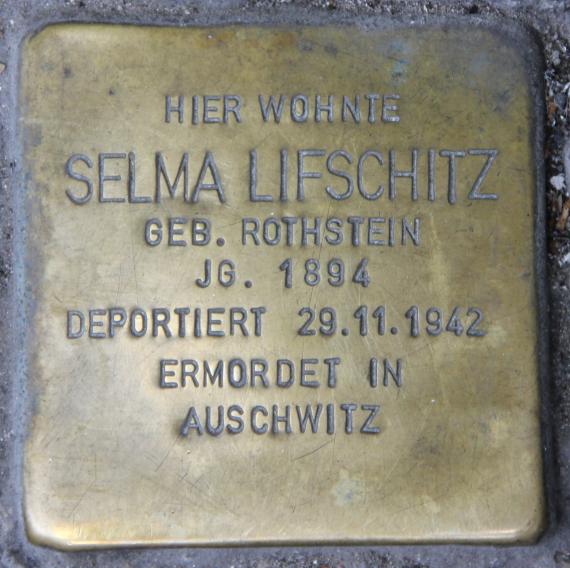 HIER WOHNTE
SELMA LIFSCHITZ
GEB. ROTHSTEIN
JG. 1894
DEPORTIERT 29.11.1942
ERMORDET IN
AUSCHWITZ